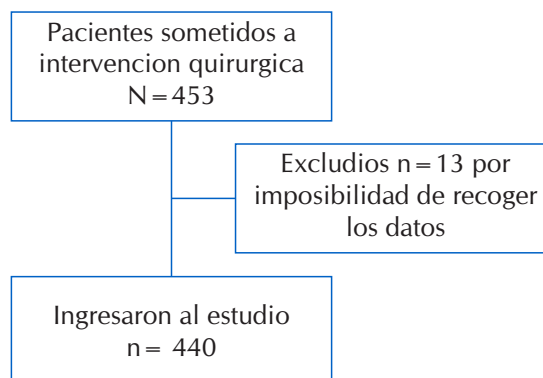 Pacientes sometidos a
intervencion quirurgica
N = 453
Excludios n = 13 por
imposibilidad de recoger
los datos
Ingresaron al estudio
n = 440